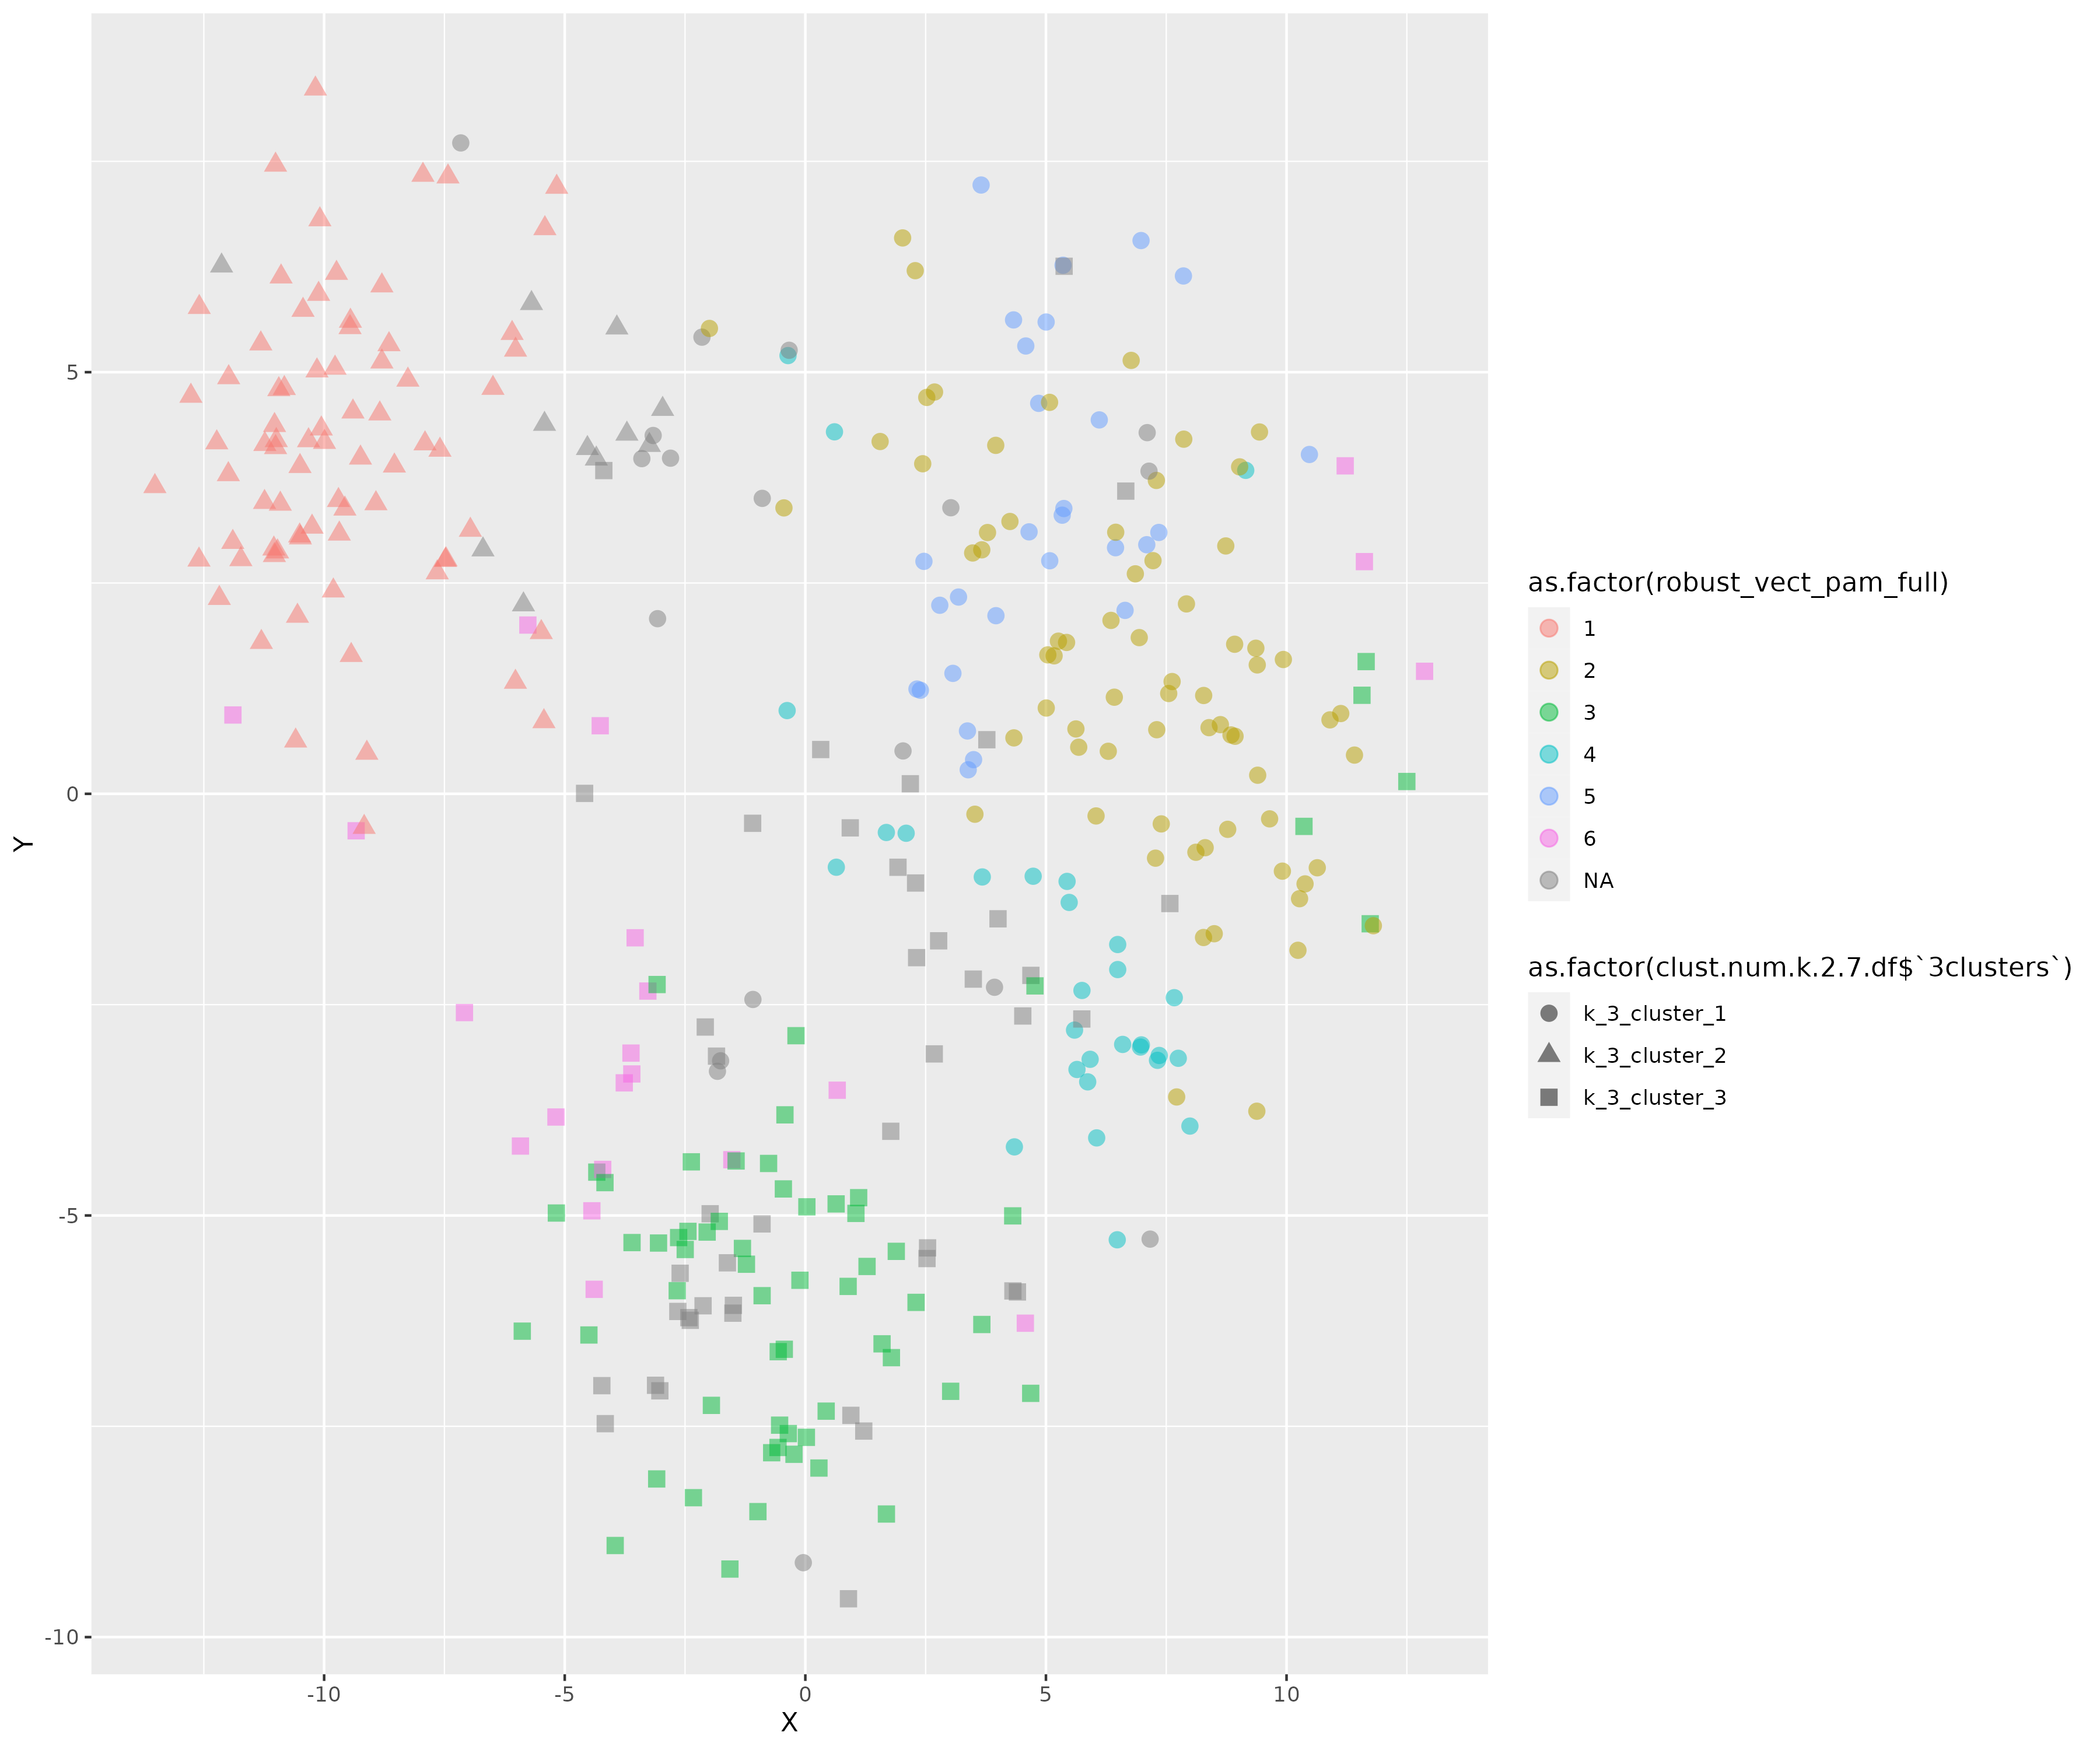 5
0
-5
-10
Y
-10
-5
0
5
10
X
as.factor(robust_vect_pam_full)
1
2
3
4
5
6
NA
as.factor(clust.num.k.2.7.df$`3clusters`)
k_3_cluster_1
k_3_cluster_2
k_3_cluster_3